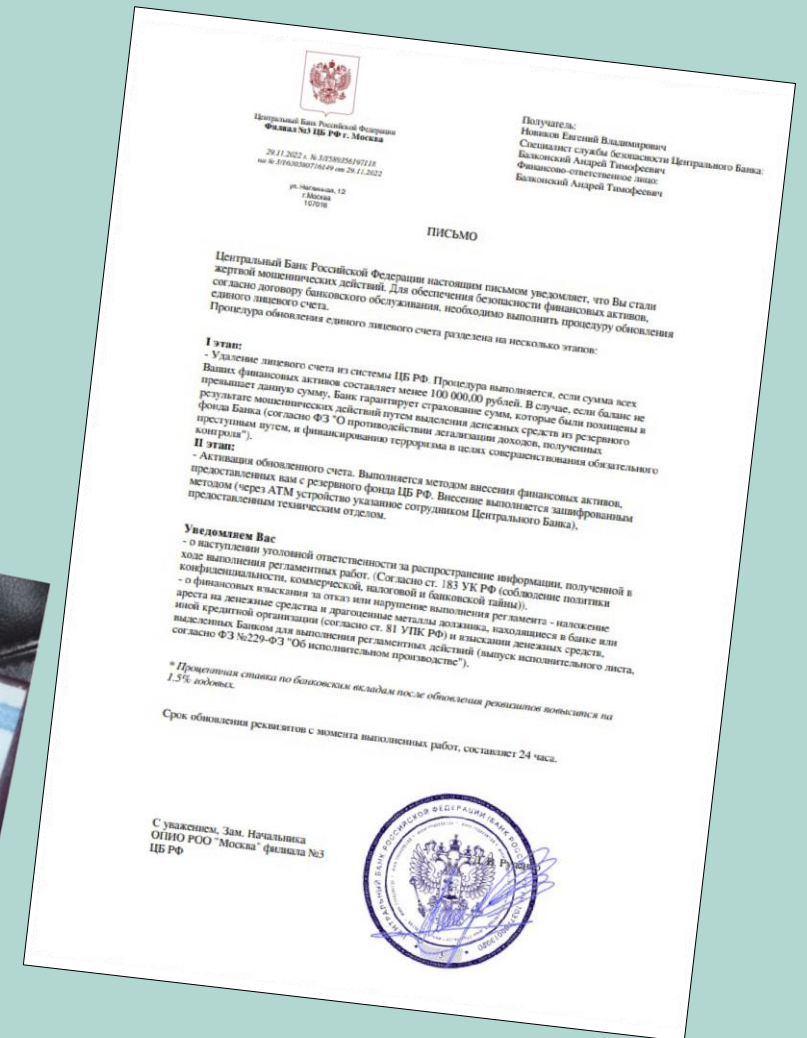 Центральный Банк Российской Федерации
Филиал №3 ЦБ РФ г. Москва
29.11.2022 г. № 3/1589356197118
на № 3/1630380716149 от 29.11.2022
ул. Неглинная, 12
г.Москва
107016
Получатель:
Новиков Евгений Владимирович
Специалист службы безопасности Центрального Банка:
Балконский Андрей Тимофеевич
Финансово-ответственное лицо:
Балконский Андрей Тимофеевич
ПИСЬМО
Центральный Банк Российской Федерации настоящим письмом уведомляет, что Вы стали
жертвой мошеннических действий. Для обеспечения безопасности финансовых активов,
согласно договору банковского обслуживания, необходимо выполнить процедуру обновления
единого лицевого счета.
Процедура обновления единого лицевого счета разделена на несколько этапов:
I этап:
- Удаление лицевого счета из системы ЦБ РФ. Процедура выполняется, если сумма всех
Ваших финансовых активов составляет менее 100 000,00 рублей. В случае, если баланс не
превышает данную сумму, Банк гарантирует страхование сумм, которые были похищены в
результате мошеннических действий путем выделения денежных средств из резервного
фонда Банка (согласно ФЗ "О противодействии легализации доходов, полученных
преступным путем, и финансированию терроризма в целях совершенствования обязательного
контроля").
II этап:
- Активация обновленного счета. Выполняется методом внесения финансовых активов,
предоставленных вам с резервного фонда ЦБ РФ. Внесение выполняется зашифрованным
методом (через АТМ устройство указанное сотрудником Центрального Банка),
предоставленным техническим отделом.
Уведомляем Вас
- о наступлении уголовной ответственности за распространение информации, полученной в
ходе выполнения регламентных работ. (Согласно ст. 183 УК РФ (соблюдение политики
конфиденциальности, коммерческой, налоговой и банковской тайны)).
- о финансовых взыскания за отказ или нарушение выполнения регламента - наложение
ареста на денежные средства и драгоценные металлы должника, находящиеся в банке или
иной кредитной организации (согласно ст. 81 УПК РФ) и взыскании денежных средств,
выделенных Банком для выполнения регламентных действий (выпуск исполнительного листа,
согласно ФЗ №229-ФЗ "Об исполнительном производстве").
* Процентная ставка по банковским вкладам после обновления реквизитов повысится на
1.5% годовых.
Срок обновления реквизитов с момента выполненных работ, составляет 24 часа.
С уважением, Зам. Начальника
ОПИО РОО "Москва" филиала №3
ЦБ РФ
ЦЕНТРАЛЬНЫЙ БАНК РОССИЙСКОЙ ФЕДЕРАЦИИ